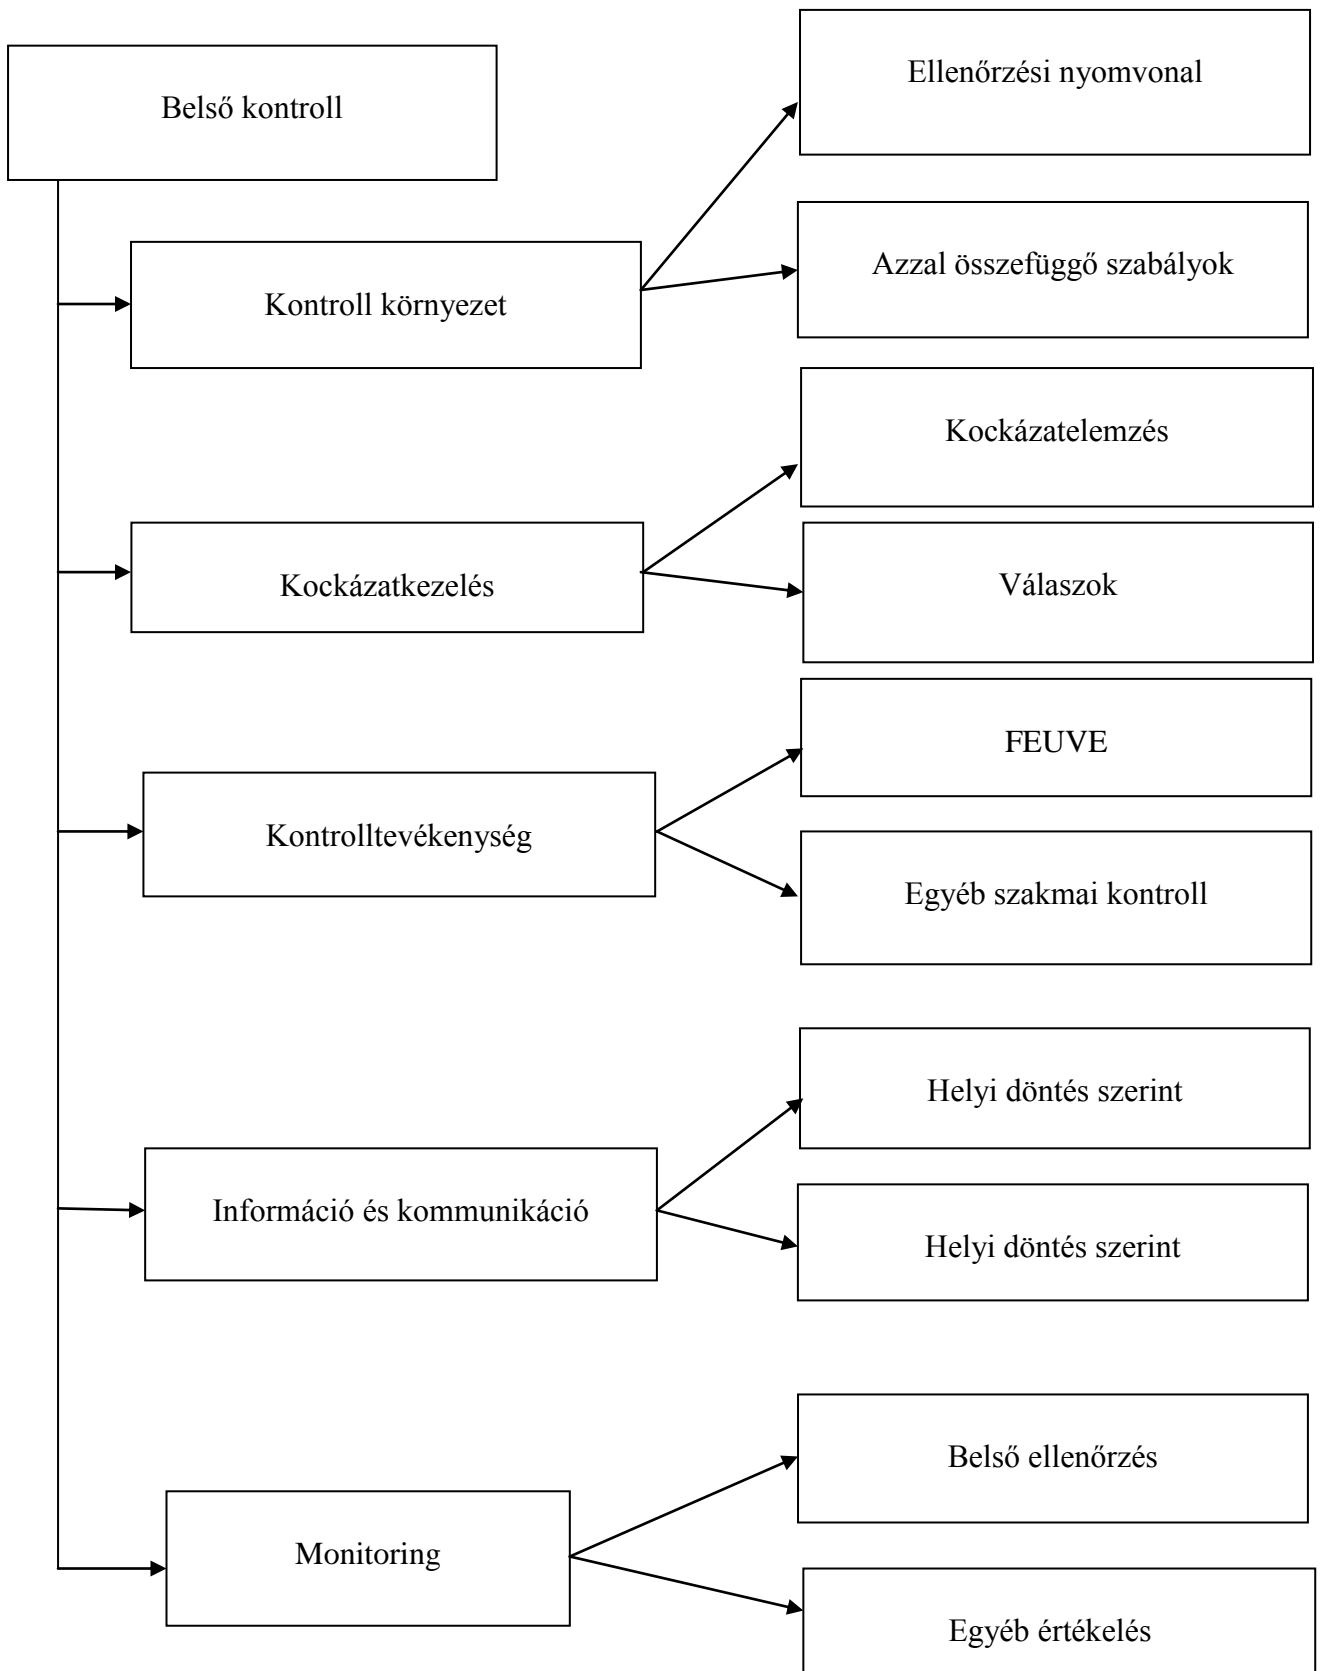 Belső kontroll
Ellenőrzési nyomvonal
Azzal összefüggő szabályok
Kontroll környezet
Kockázatelemzés
Kockázatkezelés
Válaszok
FEUVE
Kontrolltevékenység
Egyéb szakmai kontroll
Helyi döntés szerint
Információ és kommunikáció
Helyi döntés szerint
Belső ellenőrzés
Monitoring
Egyéb értékelés